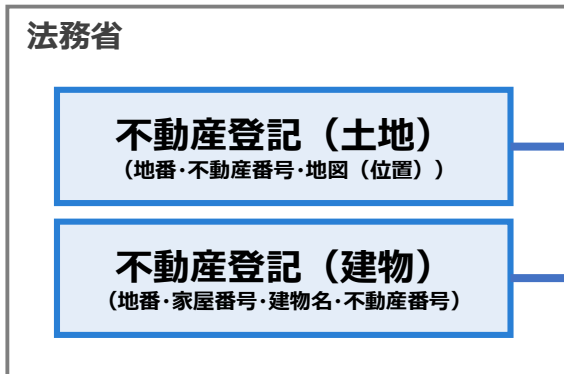 法務省
不動産登記（土地）
（地番･不動産番号･地図（位置））
不動産登記（建物）
（地番･家屋番号･建物名･不動産番号）